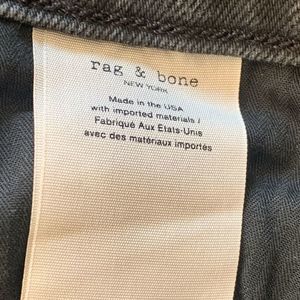 rag & bone
NEW YORK
Made in the USA
with imported materials /
Fabriqué Aux États-Unis
avec des matériaux importés